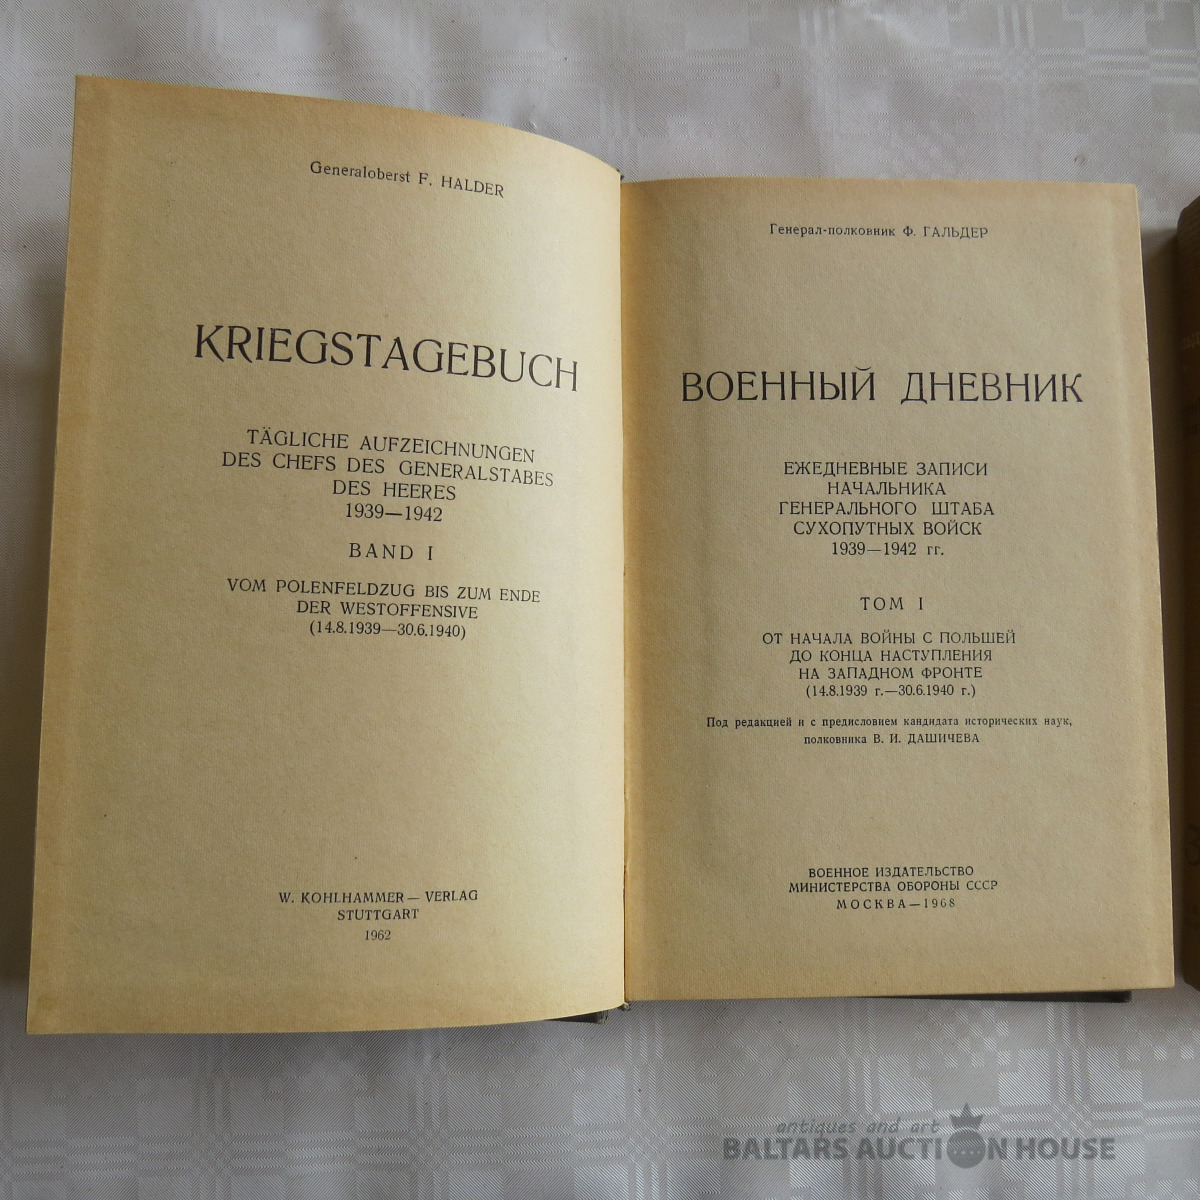 Generaloberst F. HALDER
KRIEGSTAGEBUCH
TÄGLICHE AUFZEICHNUNGEN
DES CHEFS DES GENERALSTABES
DES HEERES
1939—1942
BAND I
VOM POLENFELDZUG BIS ZUM ENDE
DER WESTOFFENSIVE
(14.8.1939—30.6.1940)
W. KOHLHAMMER — VERLAG
STUTTGART
1962
Генерал-полковник Ф. ГАЛЬДЕР
ВОЕННЫЙ ДНЕВНИК
ЕЖЕДНЕВНЫЕ ЗАПИСИ
НАЧАЛЬНИКА
ГЕНЕРАЛЬНОГО ШТАБА
СУХОПУТНЫХ ВОЙСК
1939—1942 гг.
ТОМ I
ОТ НАЧАЛА ВОЙНЫ С ПОЛЬШЕЙ
ДО КОНЦА НАСТУПЛЕНИЯ
НА ЗАПАДНОМ ФРОНТЕ
(14.8.1939 г.—30.6.1940 г.)
Под редакцией и с предисловием кандидата исторических наук,
полковника В. И. ДАШИЧЕВА
ВОЕННОЕ ИЗДАТЕЛЬСТВО
МИНИСТЕРСТВА ОБОРОНЫ СССР
МОСКВА—1968
antiques and art
BALTARS AUCTION HOUSE